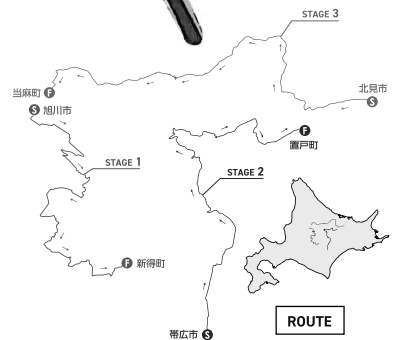 STAGE 3
当麻町 F
北見市
S
S 旭川市
F
置戸町
STAGE 1
STAGE 2
F 新得町
帯広市 S
ROUTE